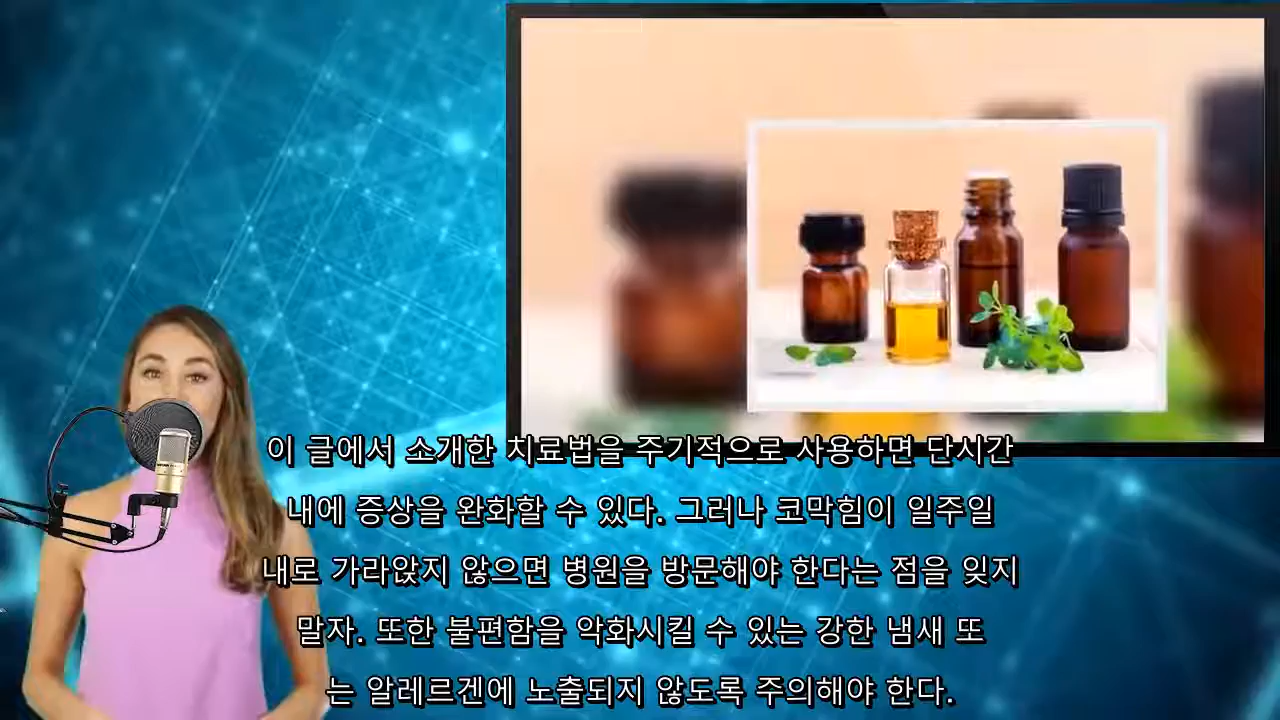 이 글에서 소개한 치료법을 주기적으로 사용하면 단시간
내에 증상을 완화할 수 있다. 그러나 코막힘이 일주일
내로 가라앉지 않으면 병원을 방문해야 한다는 점을 잊지
말자. 또한 불편함을 악화시킬 수 있는 강한 냄새 또
는 알레르겐에 노출되지 않도록 주의해야 한다.